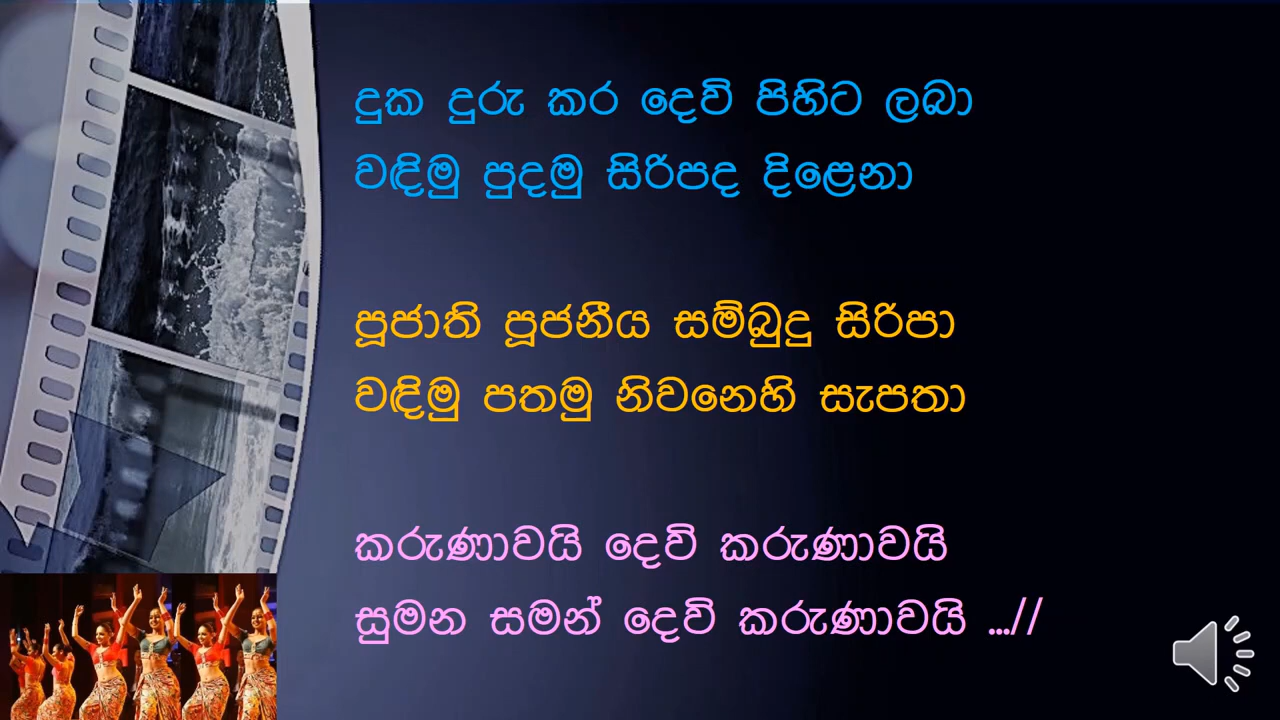 දුක දුරු කර දෙවි පිහිට ලබා
වඳිමු පුදමු සිරිපද දිළෙනා
පූජාති පූජනීය සම්බුදු සිරිපා
වඳිමු පතමු නිවනෙහි සැපතා
කරුණාවයි දෙවි කරුණාවයි
සුමන සමන් දෙවි කරුණාවයි ...//